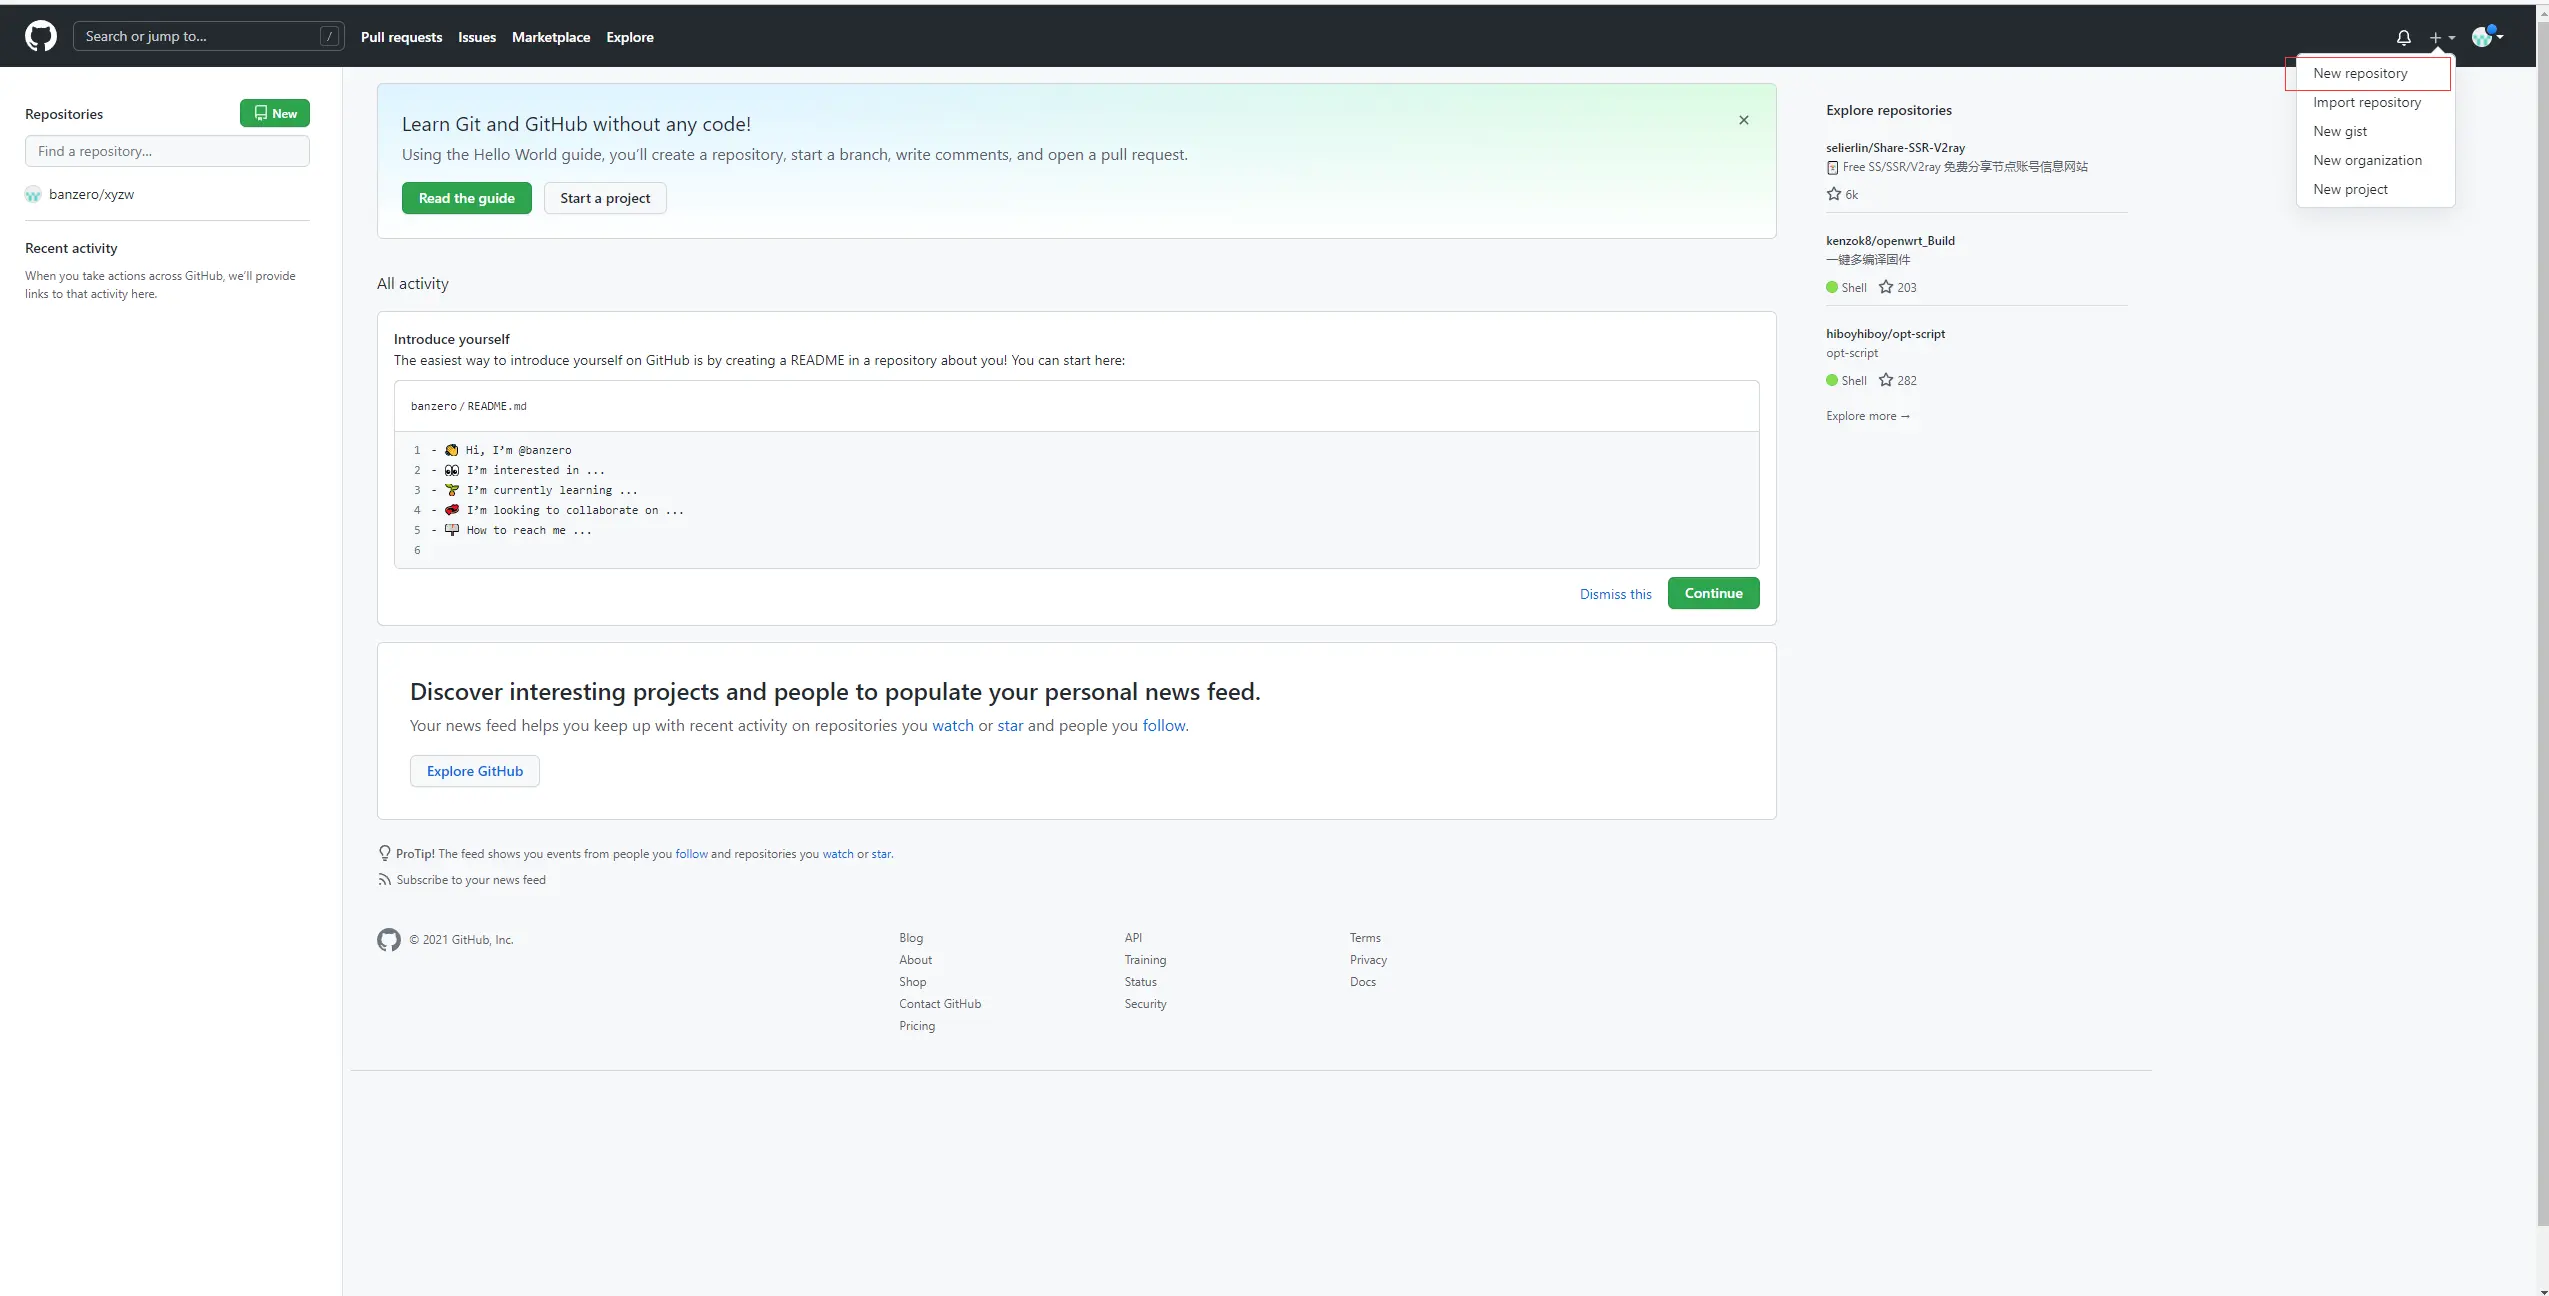 Search or jump to...
/
Pull requests
Issues
Marketplace
Explore
New repository
Import repository
New gist
New organization
New project
Repositories
New
Find a repository...
banzero/xyzw
Recent activity
When you take actions across GitHub, we'll provide
links to that activity here.
Learn Git and GitHub without any code!
Using the Hello World guide, you'll create a repository, start a branch, write comments, and open a pull request.
Read the guide
Start a project
All activity
Introduce yourself
The easiest way to introduce yourself on GitHub is by creating a README in a repository about you! You can start here:
banzero / README.md
1 - 👋 Hi, I'm @banzero
2 - 👀 I'm interested in ...
3 - 🌱 I'm currently learning ...
4 - 💞️ I'm looking to collaborate on ...
5 - 📫 How to reach me ...
6
Dismiss this
Continue
Discover interesting projects and people to populate your personal news feed.
Your news feed helps you keep up with recent activity on repositories you watch or star and people you follow.
Explore GitHub
ProTip! The feed shows you events from people you follow and repositories you watch or star.
Subscribe to your news feed
Explore repositories
selierlin/Share-SSR-V2ray
Free SS/SSR/V2ray 免费分享节点账号信息网站
6k
kenzok8/openwrt_Build
一键多编译固件
Shell 203
hiboyhiboy/opt-script
opt-script
Shell 282
Explore more →
© 2021 GitHub, Inc.
Blog
About
Shop
Contact GitHub
Pricing
API
Training
Status
Security
Terms
Privacy
Docs